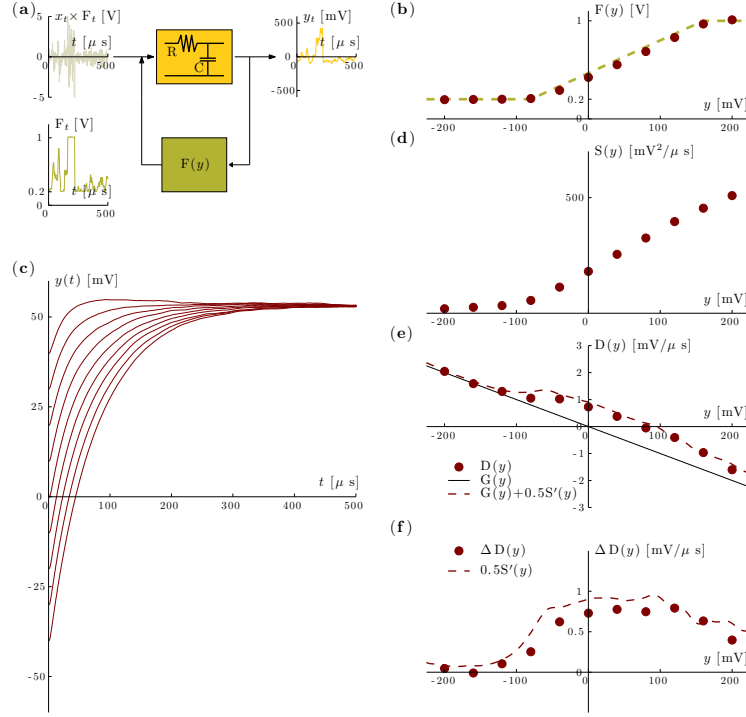 (a)
x_t × F_t [V]
5
t [μ s]
0
0
500
-5
R
C
y_t [mV]
500
t [μ s]
0
0
500
-500
F_t [V]
1
0.2
t [μ s]
0
500
F(y)
(b)
F(y) [V]
1
0.2
y [mV]
-200 -100 0 100 200
(d)
S(y) [mV²/μ s]
500
y [mV]
-200 -100 0 100 200
(c)
y(t) [mV]
50
25
0
t [μ s]
0 100 200 300 400 500
-25
-50
(e)
D(y) [mV/μ s]
3
2
1
0
-1
-2
-3
y [mV]
-200 -100 0 100 200
D(y)
G(y)
G(y)+0.5S'(y)
(f)
ΔD(y) [mV/μ s]
ΔD(y)
0.5S'(y)
1
0.5
y [mV]
-200 -100 0 100 200